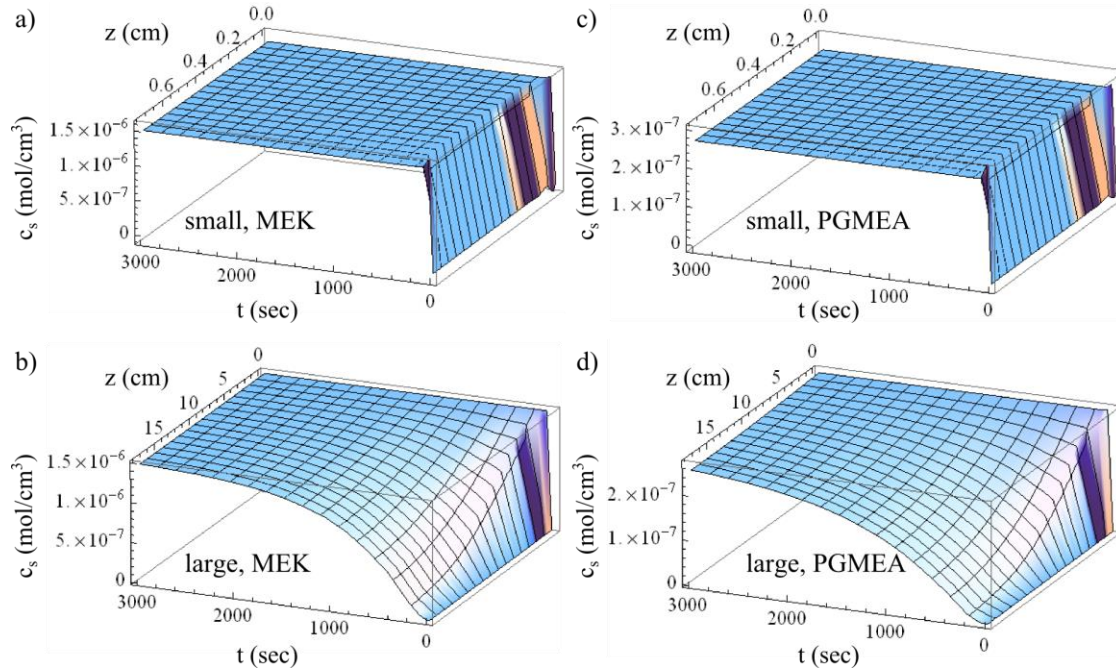 a)
0.0
z (cm)
0.2
0.4
0.6
1.5×10⁻⁶
1.×10⁻⁶
5.×10⁻⁷
0
cₛ (mol/cm³)
small, MEK
3000
2000
1000
0
t (sec)
c)
0.0
z (cm)
0.2
0.4
0.6
3.×10⁻⁷
2.×10⁻⁷
1.×10⁻⁷
0
cₛ (mol/cm³)
small, PGMEA
3000
2000
1000
0
t (sec)
b)
0
z (cm)
5
10
15
1.5×10⁻⁶
1.×10⁻⁶
5.×10⁻⁷
0
cₛ (mol/cm³)
large, MEK
3000
2000
1000
0
t (sec)
d)
0
z (cm)
5
10
15
2.×10⁻⁷
1.×10⁻⁷
0
cₛ (mol/cm³)
large, PGMEA
3000
2000
1000
0
t (sec)